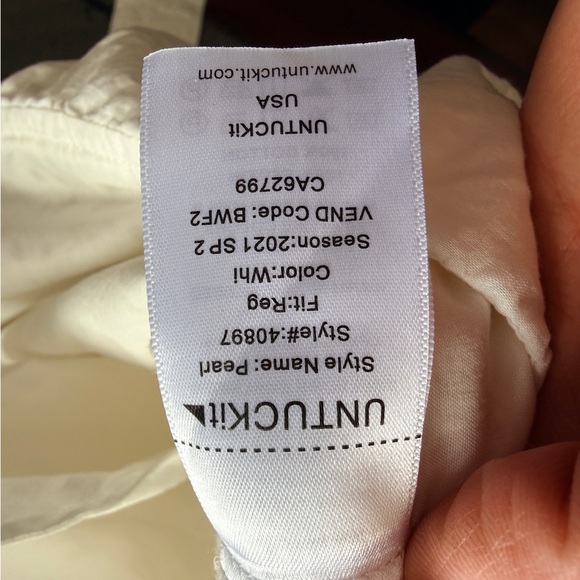 UNTUCKit
Style Name: Pearl
Style#:40897
Fit:Reg
Color:Whi
Season:2021 SP 2
VEND Code: BWF2
CA62799
UNTUCKit
USA
www.untuckit.com